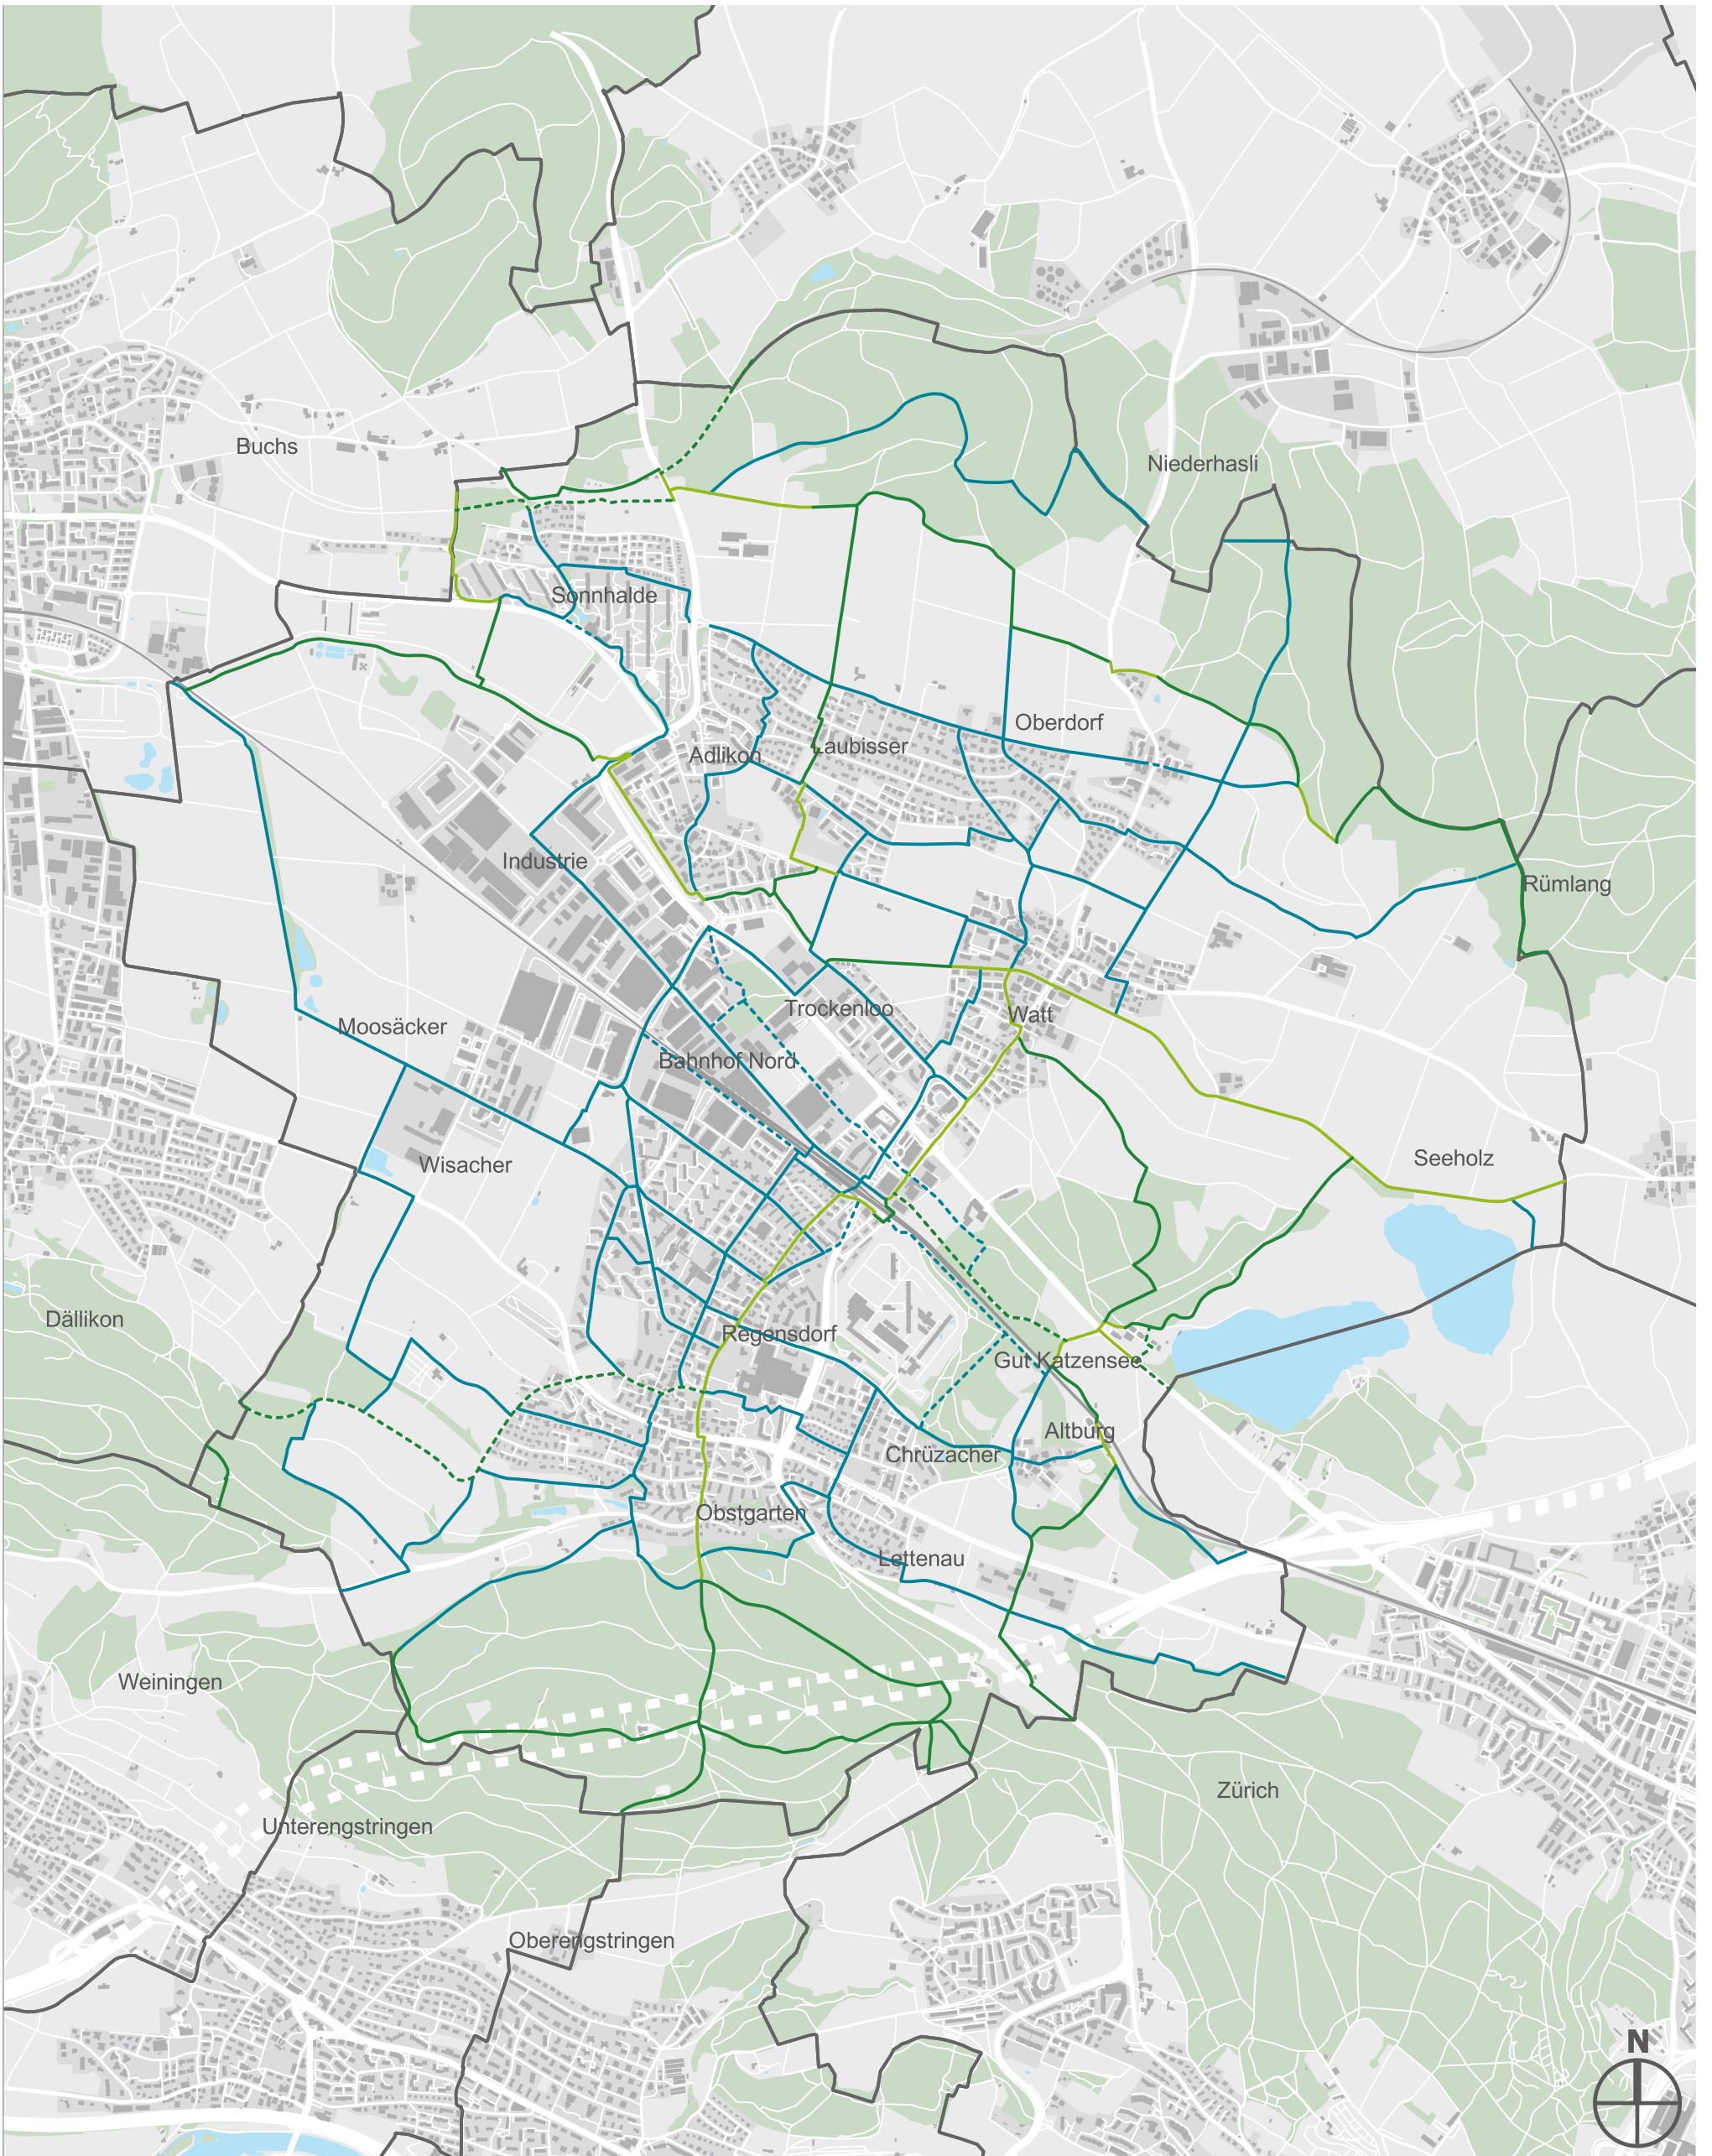 Buchs
Niederhasli
Sonnhalde
Oberdorf
Laubisser
Adlikon
Industrie
Rümlang
Trockenloo
Watt
Moosäcker
Bahnhof Nord
Wisacher
Seeholz
Dällikon
Regensdorf
Gut Katzensee
Altburg
Chrüzacher
Obstgarten
Lettenau
Weiningen
Zürich
Unterengstringen
Oberengstringen
N